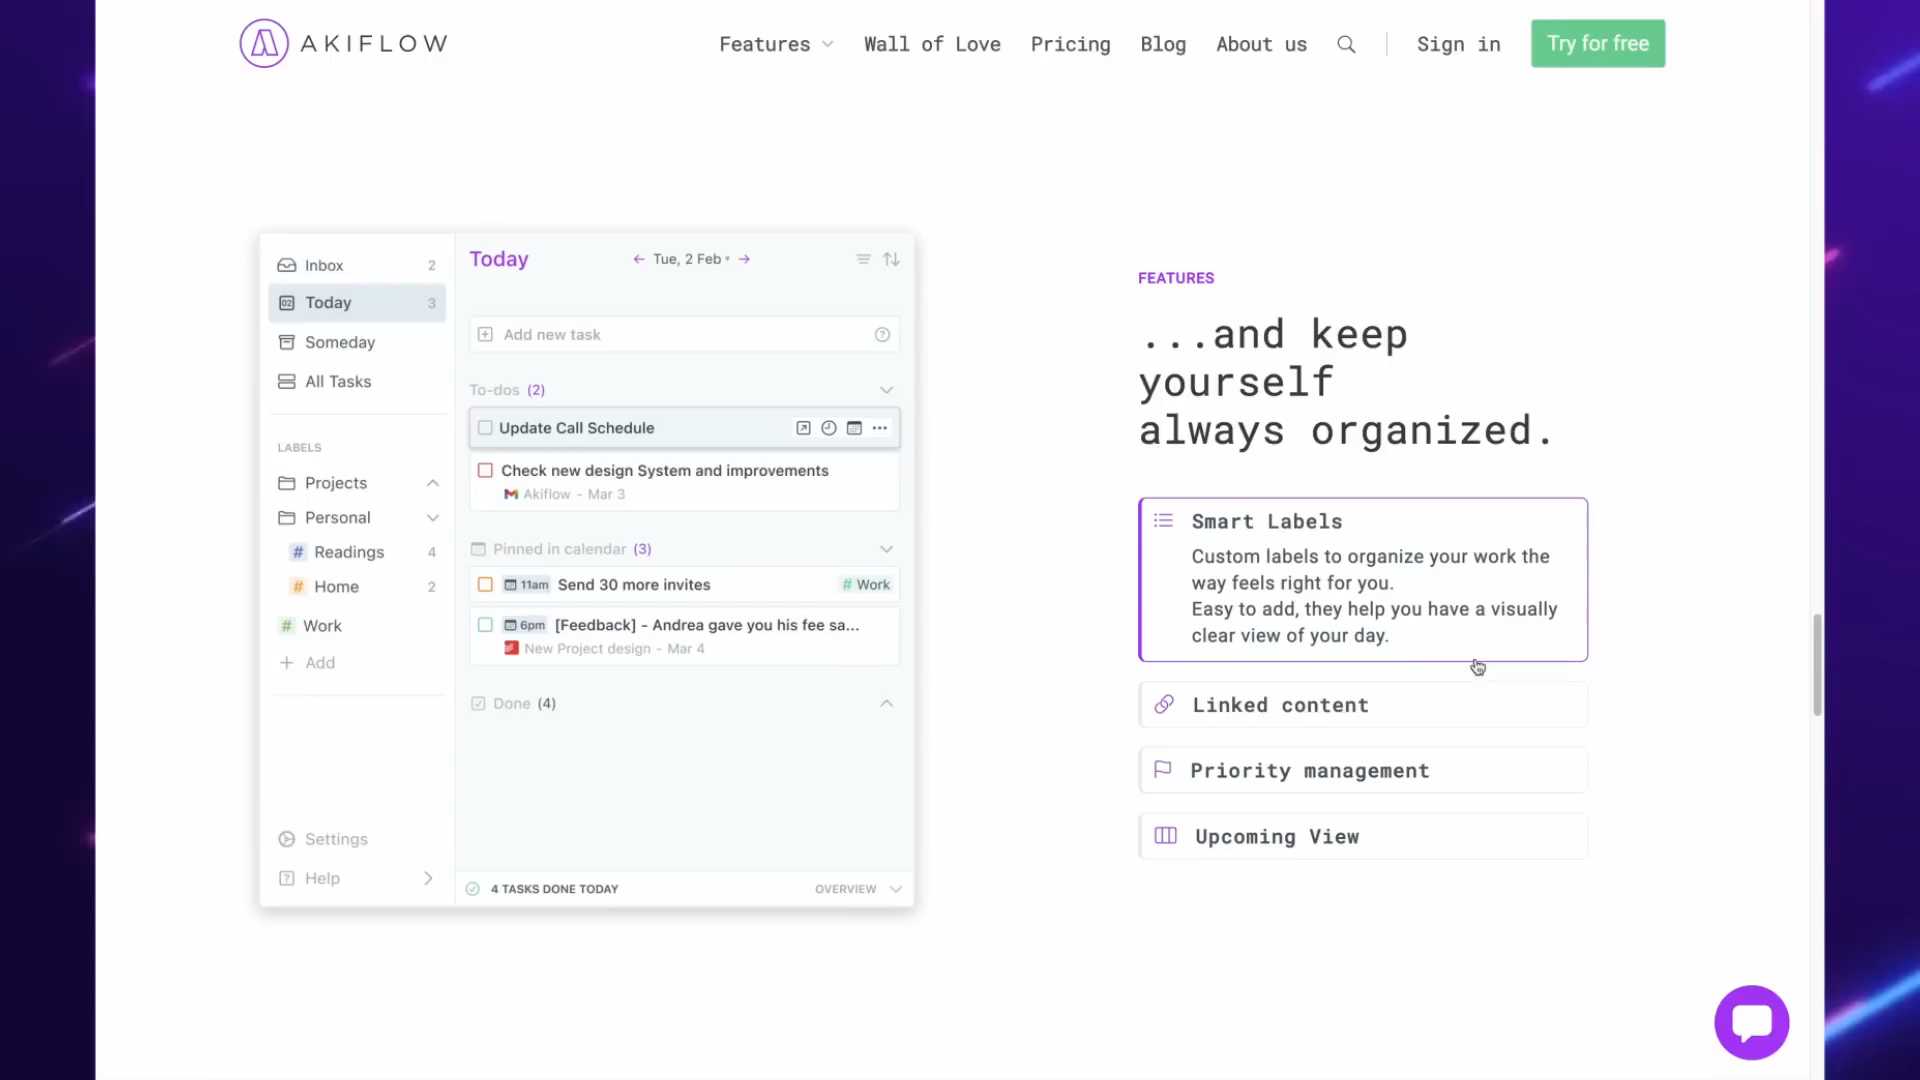 AKIFLOW
Features
Wall of Love
Pricing
Blog
About us
Sign in
Try for free
Inbox 2
02 Today 3
Someday
All Tasks
LABELS
Projects
Personal
# Readings 4
# Home 2
# Work
+ Add
Settings
Help
Today
← Tue, 2 Feb →
Add new task
To-dos (2)
Update Call Schedule
Check new design System and improvements
Akiflow - Mar 3
Pinned in calendar (3)
11am Send 30 more invites # Work
6pm [Feedback] - Andrea gave you his fee sa...
New Project design - Mar 4
Done (4)
4 TASKS DONE TODAY
OVERVIEW
FEATURES
...and keep
yourself
always organized.
Smart Labels
Custom labels to organize your work the
way feels right for you.
Easy to add, they help you have a visually
clear view of your day.
Linked content
Priority management
Upcoming View